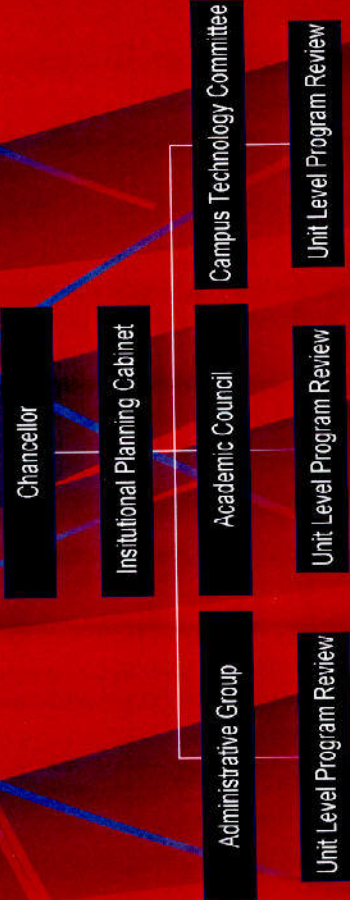 Chancellor
Insitutional Planning Cabinet
Administrative Group
Academic Council
Campus Technology Committee
Unit Level Program Review
Unit Level Program Review
Unit Level Program Review